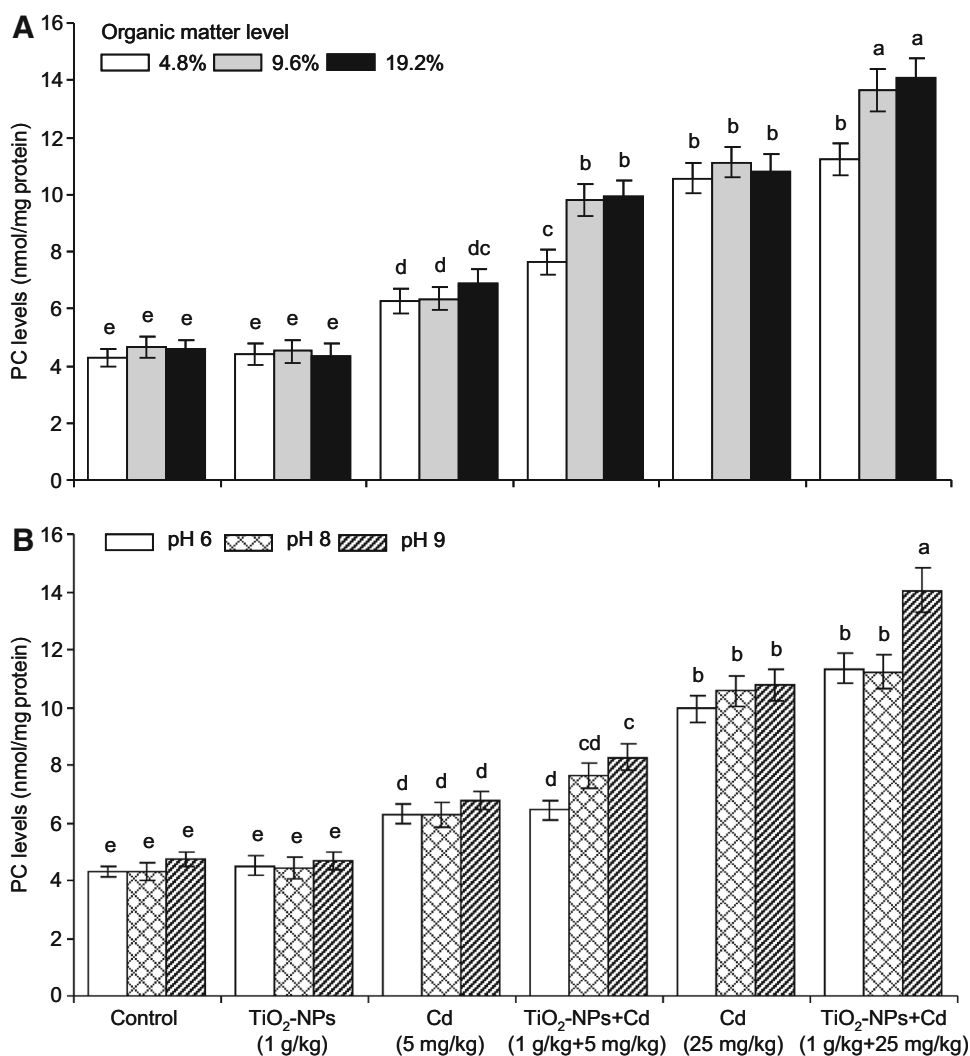 A
Organic matter level
4.8% 9.6% 19.2%
PC levels (nmol/mg protein)
16
14
12
10
8
6
4
2
0
e e e e e e d d dc c b b b b b b a a
B
pH 6 pH 8 pH 9
PC levels (nmol/mg protein)
16
14
12
10
8
6
4
2
0
e e e e e e d d d d cd c b b b b b a
Control TiO₂-NPs Cd TiO₂-NPs+Cd Cd TiO₂-NPs+Cd
(1 g/kg) (5 mg/kg) (1 g/kg+5 mg/kg) (25 mg/kg) (1 g/kg+25 mg/kg)